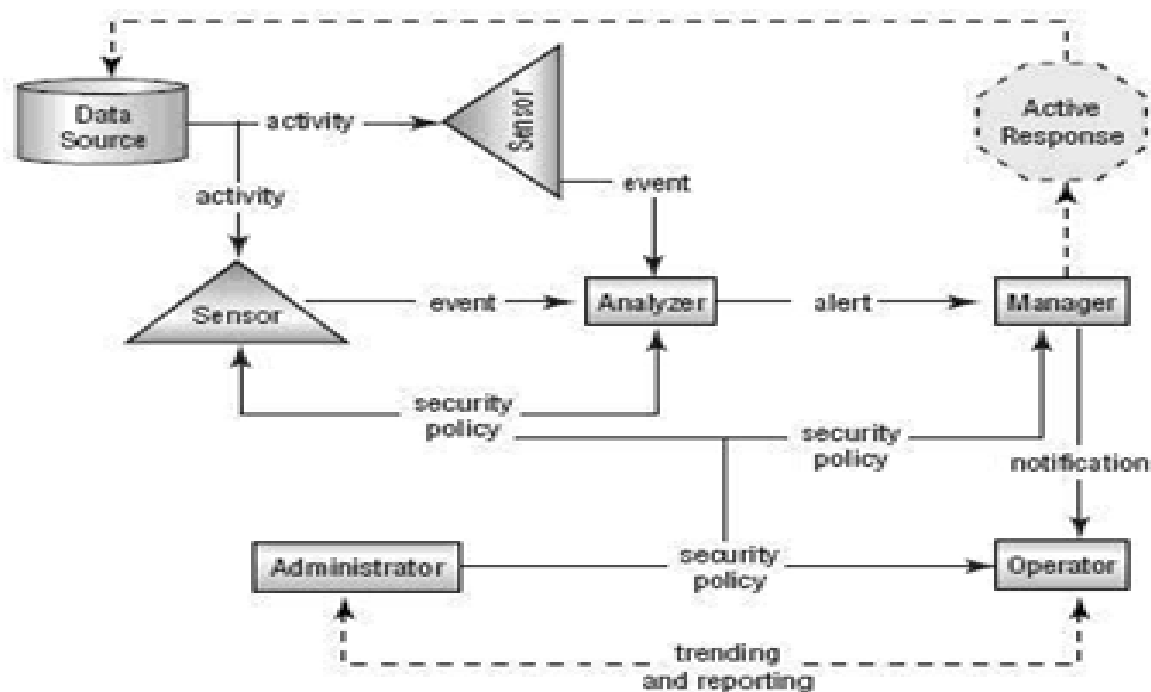 Data
Source
activity
Sensor
Active
Response
activity
event
Sensor
event
Analyzer
alert
Manager
security
policy
security
policy
notification
Administrator
security
policy
Operator
trending
and reporting